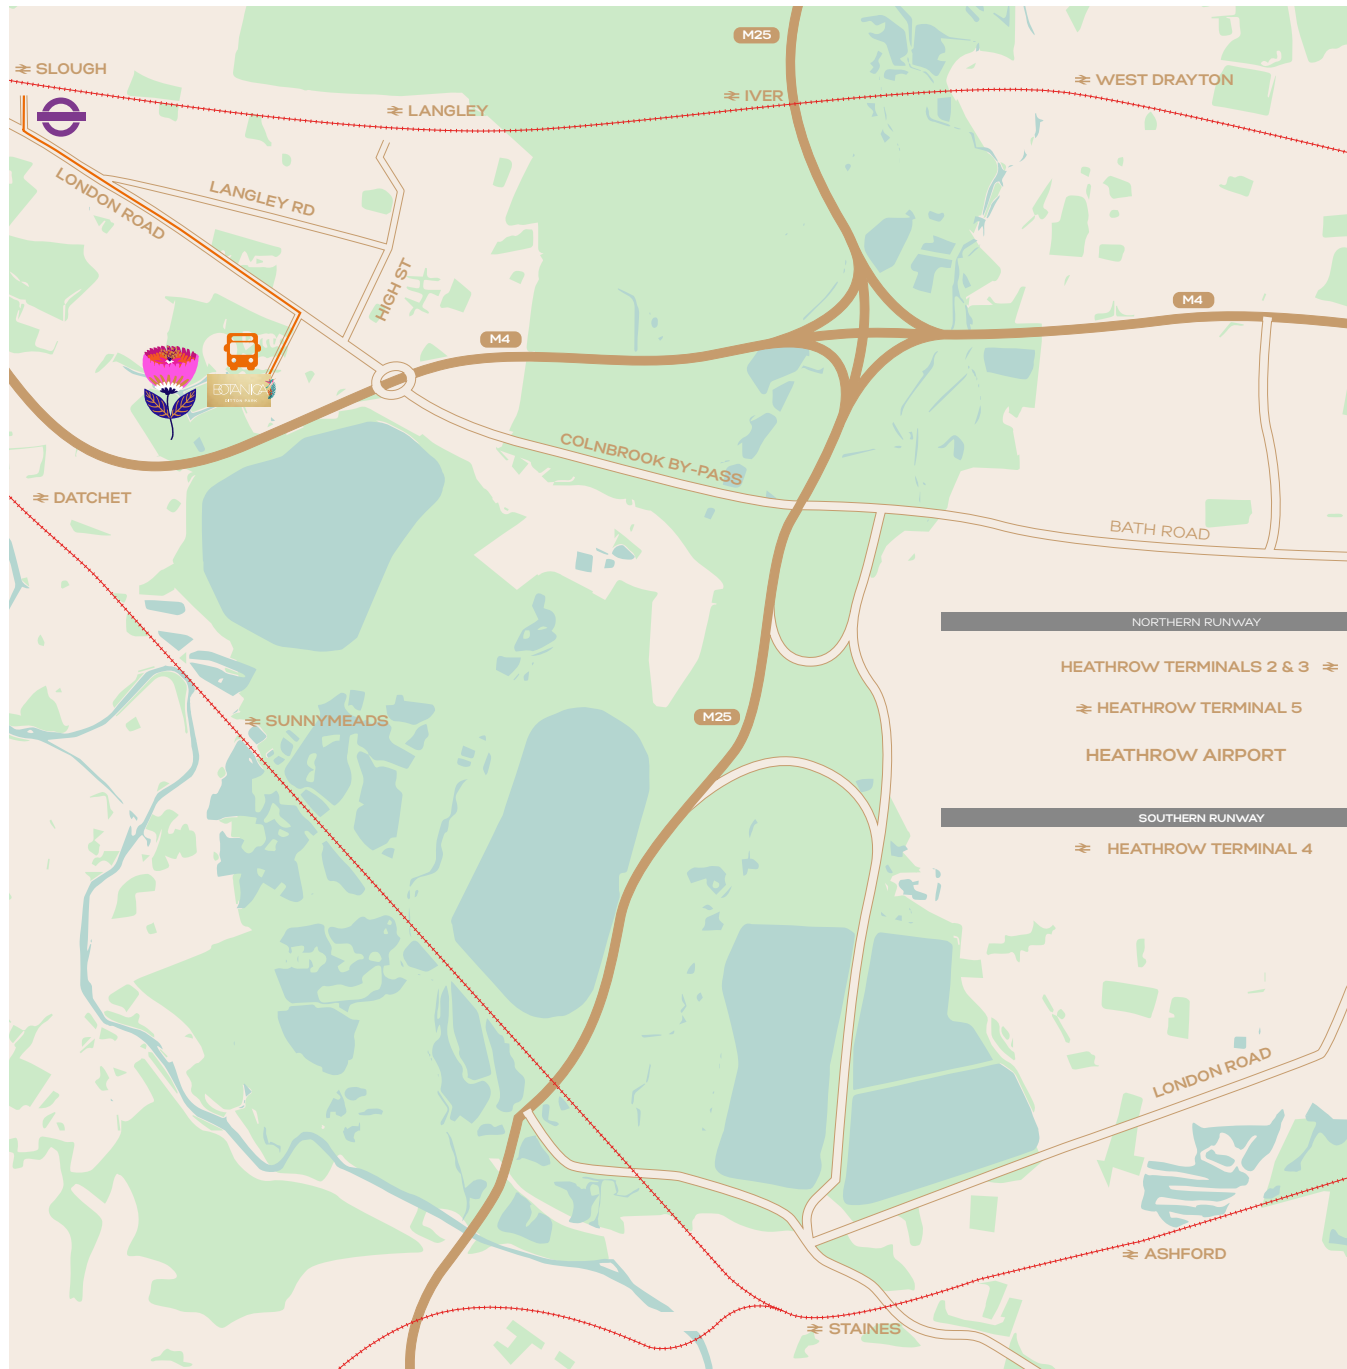 M25
SLOUGH
WEST DRAYTON
IVER
LANGLEY
LONDON ROAD
LANGLEY RD
HIGH ST
M4
M4
BOTANICA
DITTON PARK
COLNBROOK BY-PASS
DATCHET
BATH ROAD
NORTHERN RUNWAY
HEATHROW TERMINALS 2 & 3
HEATHROW TERMINAL 5
M25
SUNNYMEADS
HEATHROW AIRPORT
SOUTHERN RUNWAY
HEATHROW TERMINAL 4
LONDON ROAD
ASHFORD
STAINES